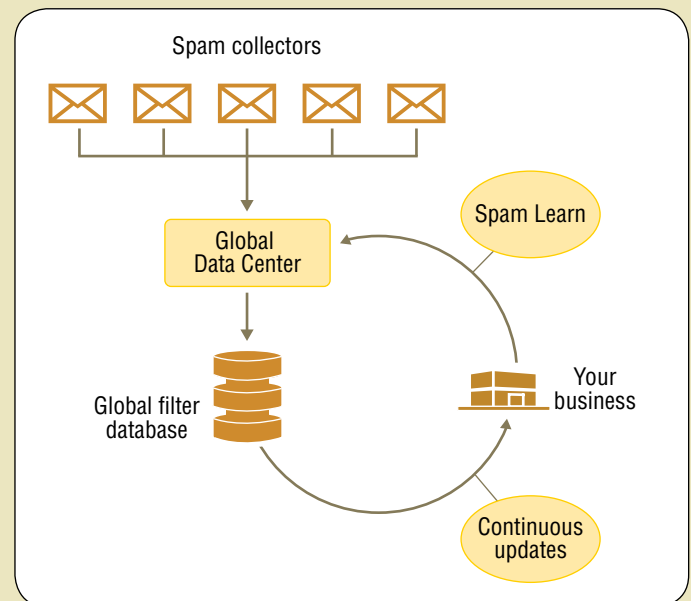 Spam collectors
Global
Data Center
Spam Learn
Global filter
database
Your
business
Continuous
updates